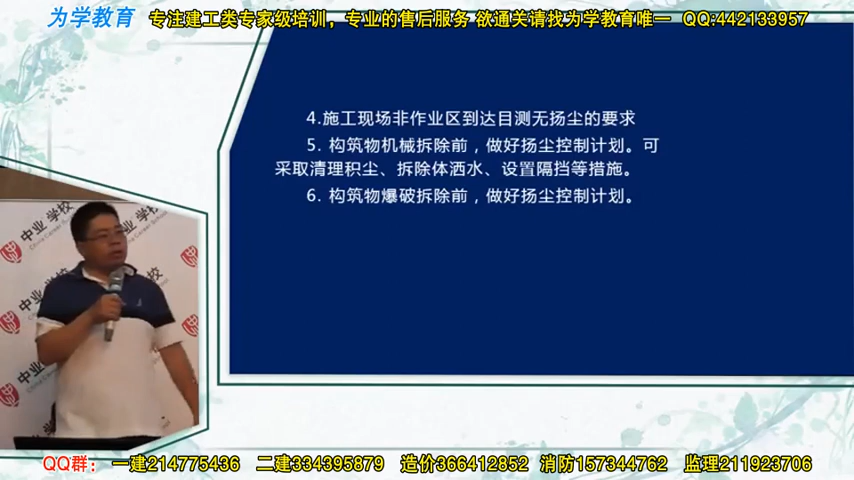 为学教育 专注建工类专家级培训，专业的售后服务 欲通关请找为学教育唯一 QQ:442133957
4.施工现场非作业区到达目测无扬尘的要求
5. 构筑物机械拆除前，做好扬尘控制计划。可
采取清理积尘、拆除体洒水、设置隔挡等措施。
6. 构筑物爆破拆除前，做好扬尘控制计划。
中业 学校
中业 学校
中业
QQ群： 一建214775436 二建334395879 造价366412852 消防157344762 监理211923706